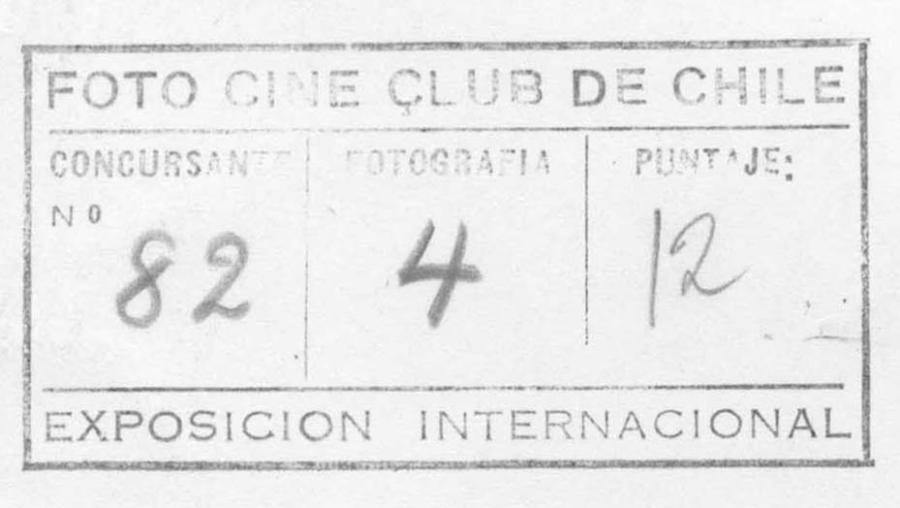 FOTO CINE CLUB DE CHILE
CONCURSANTE FOTOGRAFIA PUNTAJE:
Nº
82 4 12
EXPOSICION INTERNACIONAL